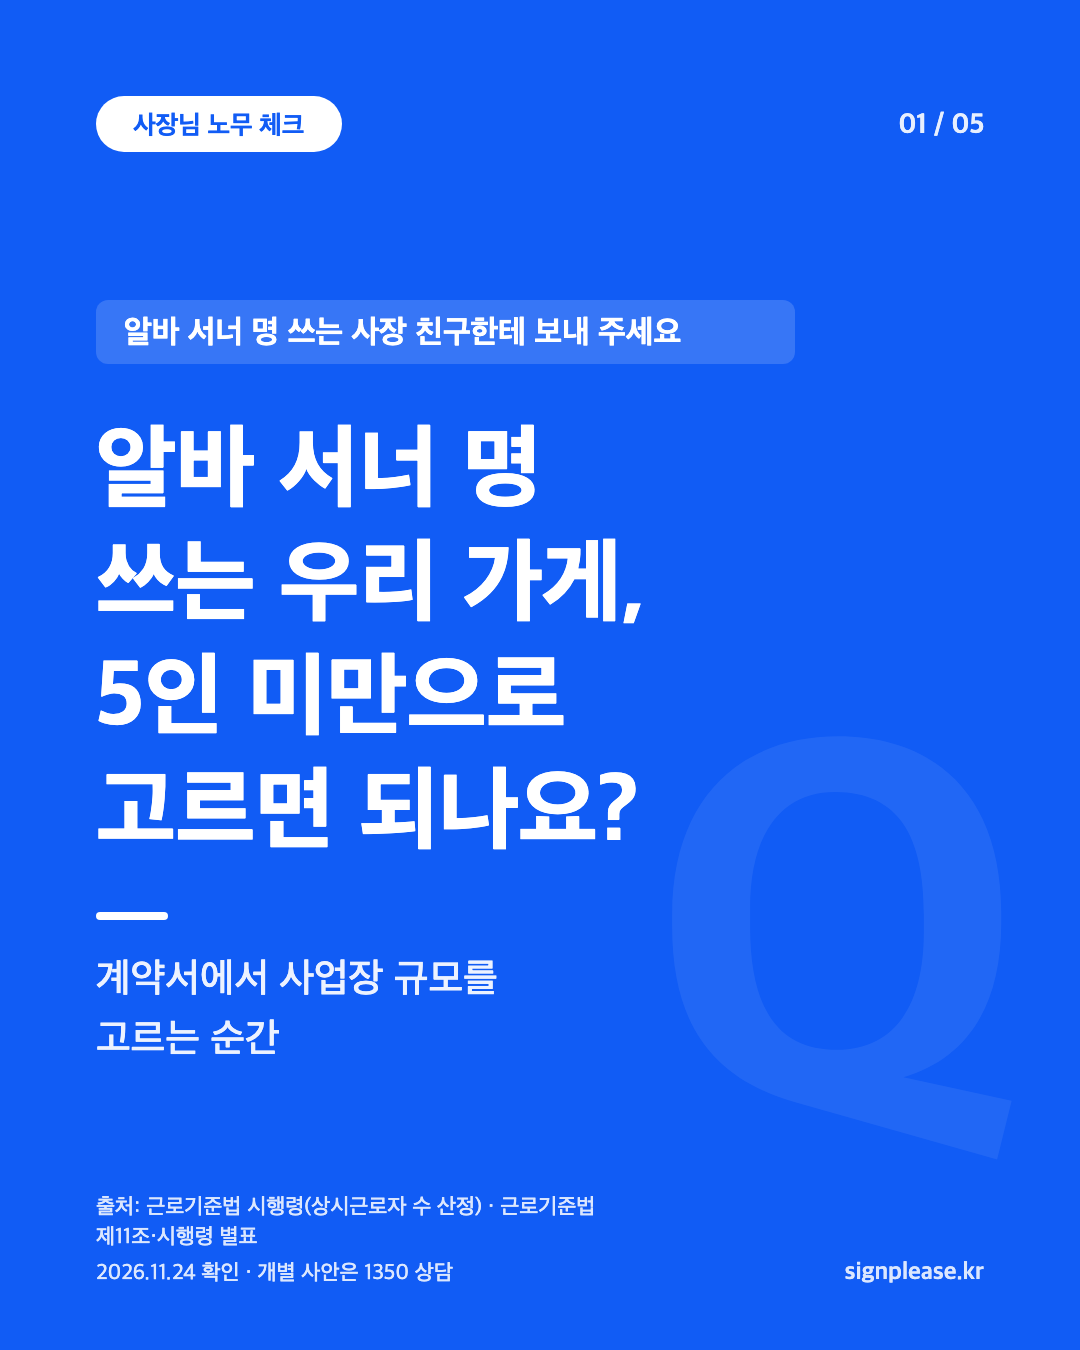 사장님 노무 체크
01 / 05
알바 서너 명 쓰는 사장 친구한테 보내 주세요
알바 서너 명
쓰는 우리 가게,
5인 미만으로
고르면 되나요?
계약서에서 사업장 규모를
고르는 순간
Q
출처: 근로기준법 시행령(상시근로자 수 산정) · 근로기준법
제11조·시행령 별표
2026.11.24 확인 · 개별 사안은 1350 상담
signplease.kr